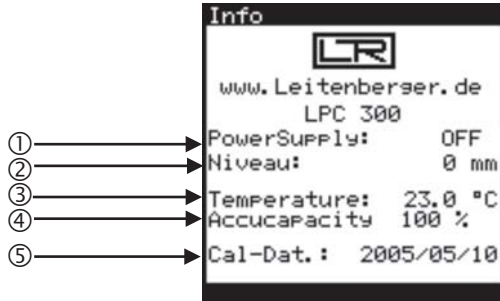 Info
LR
www.Leitenberger.de
LPC 300
① PowerSupply: OFF
② Niveau: 0 mm
③ Temperature: 23.0 °C
④ Accucapacity 100 %
⑤ Cal-Dat.: 2005/05/10